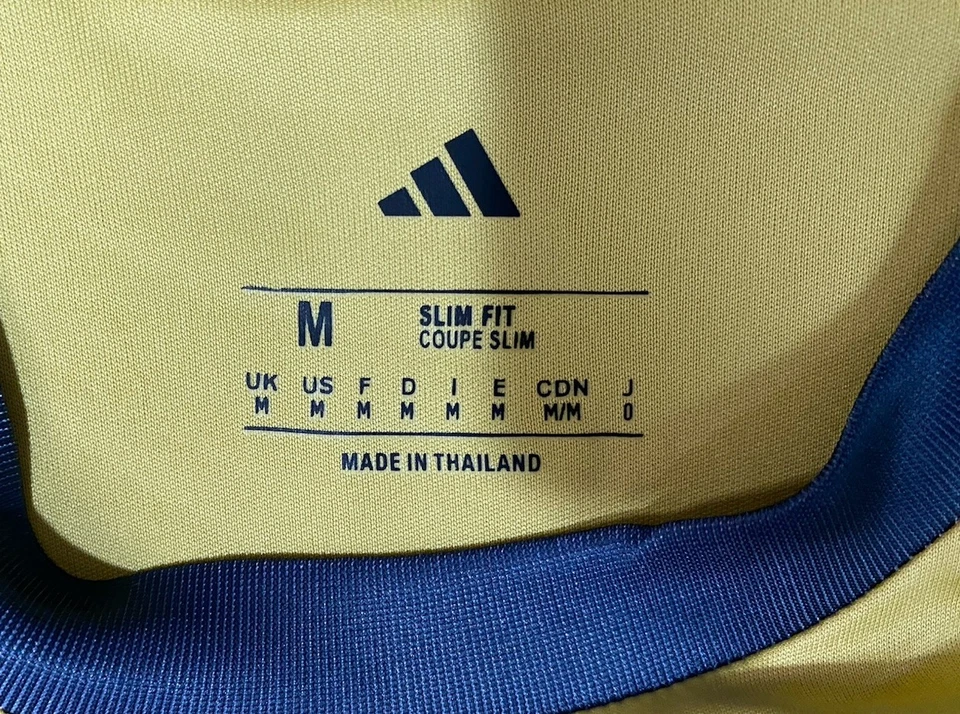 M SLIM FIT
COUPE SLIM
UK US F D I E CDN J
M M M M M M M/M O
MADE IN THAILAND